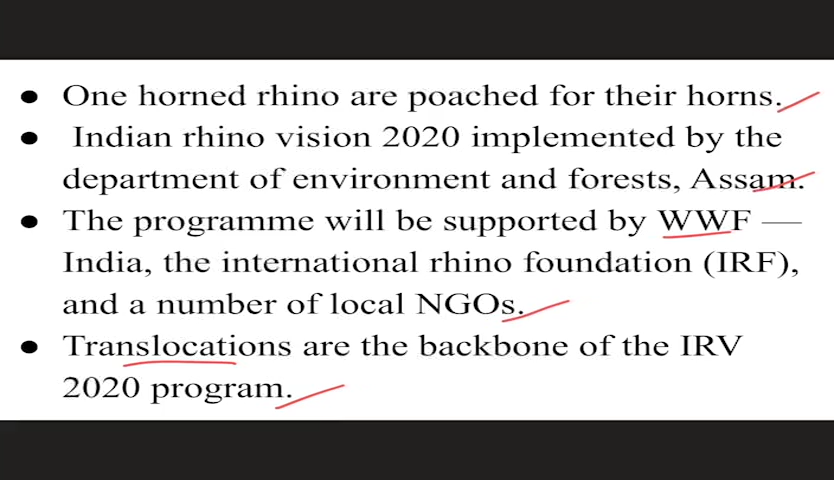 ● One horned rhino are poached for their horns.
● Indian rhino vision 2020 implemented by the
department of environment and forests, Assam.
● The programme will be supported by WWF —
India, the international rhino foundation (IRF),
and a number of local NGOs.
● Translocations are the backbone of the IRV
2020 program.